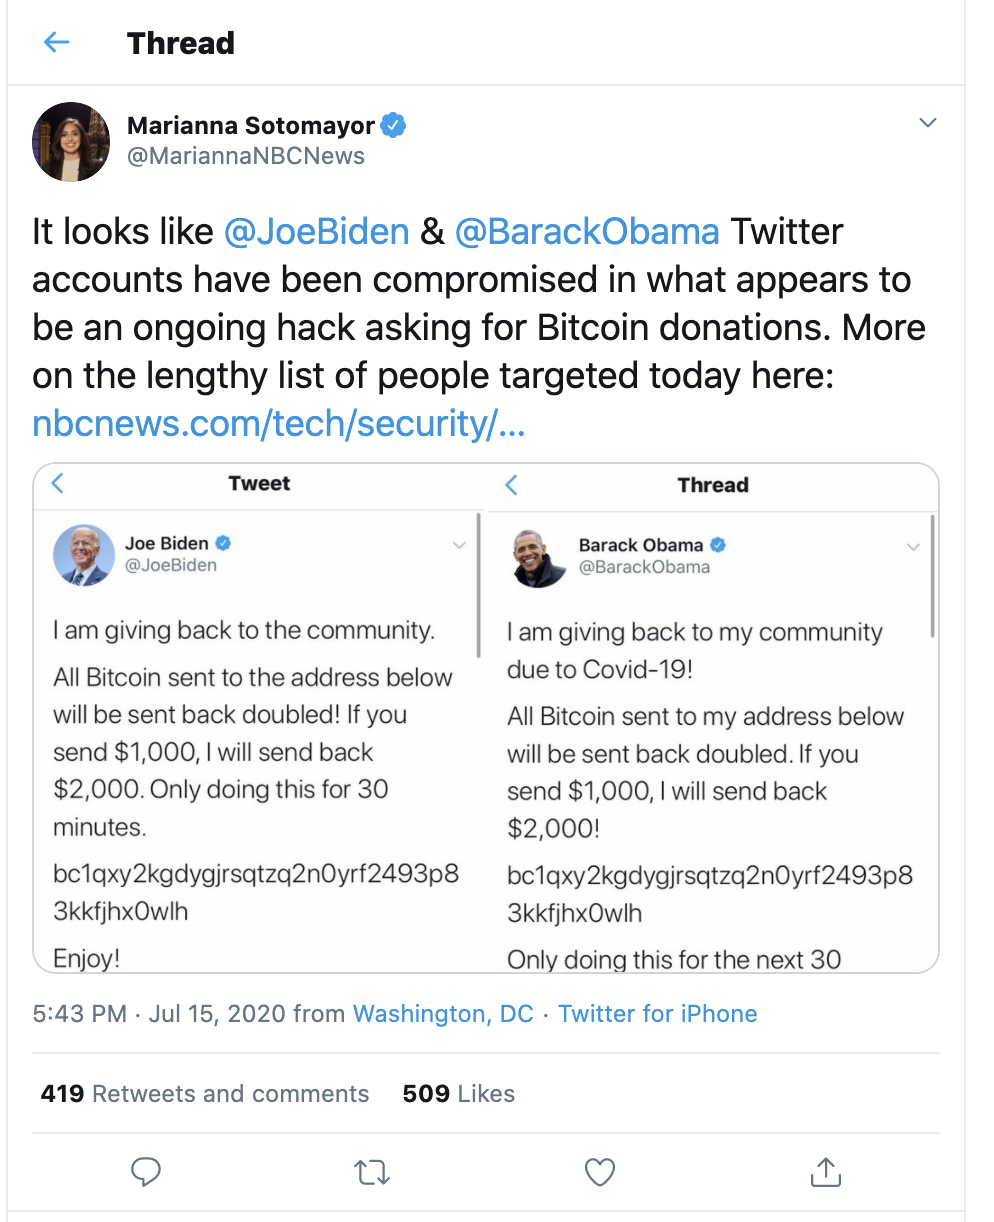 Thread
Marianna Sotomayor
@MariannaNBCNews
It looks like @JoeBiden & @BarackObama Twitter
accounts have been compromised in what appears to
be an ongoing hack asking for Bitcoin donations. More
on the lengthy list of people targeted today here:
nbcnews.com/tech/security/...
Tweet
Joe Biden
@JoeBiden
I am giving back to the community.
All Bitcoin sent to the address below
will be sent back doubled! If you
send $1,000, I will send back
$2,000. Only doing this for 30
minutes.
bc1qxy2kgdygjrsqtzq2n0yrf2493p8
3kkfjhx0wlh
Enjoy!
Thread
Barack Obama
@BarackObama
I am giving back to my community
due to Covid-19!
All Bitcoin sent to my address below
will be sent back doubled. If you
send $1,000, I will send back
$2,000!
bc1qxy2kgdygjrsqtzq2n0yrf2493p8
3kkfjhx0wlh
Only doing this for the next 30
5:43 PM · Jul 15, 2020 from Washington, DC · Twitter for iPhone
419 Retweets and comments 509 Likes